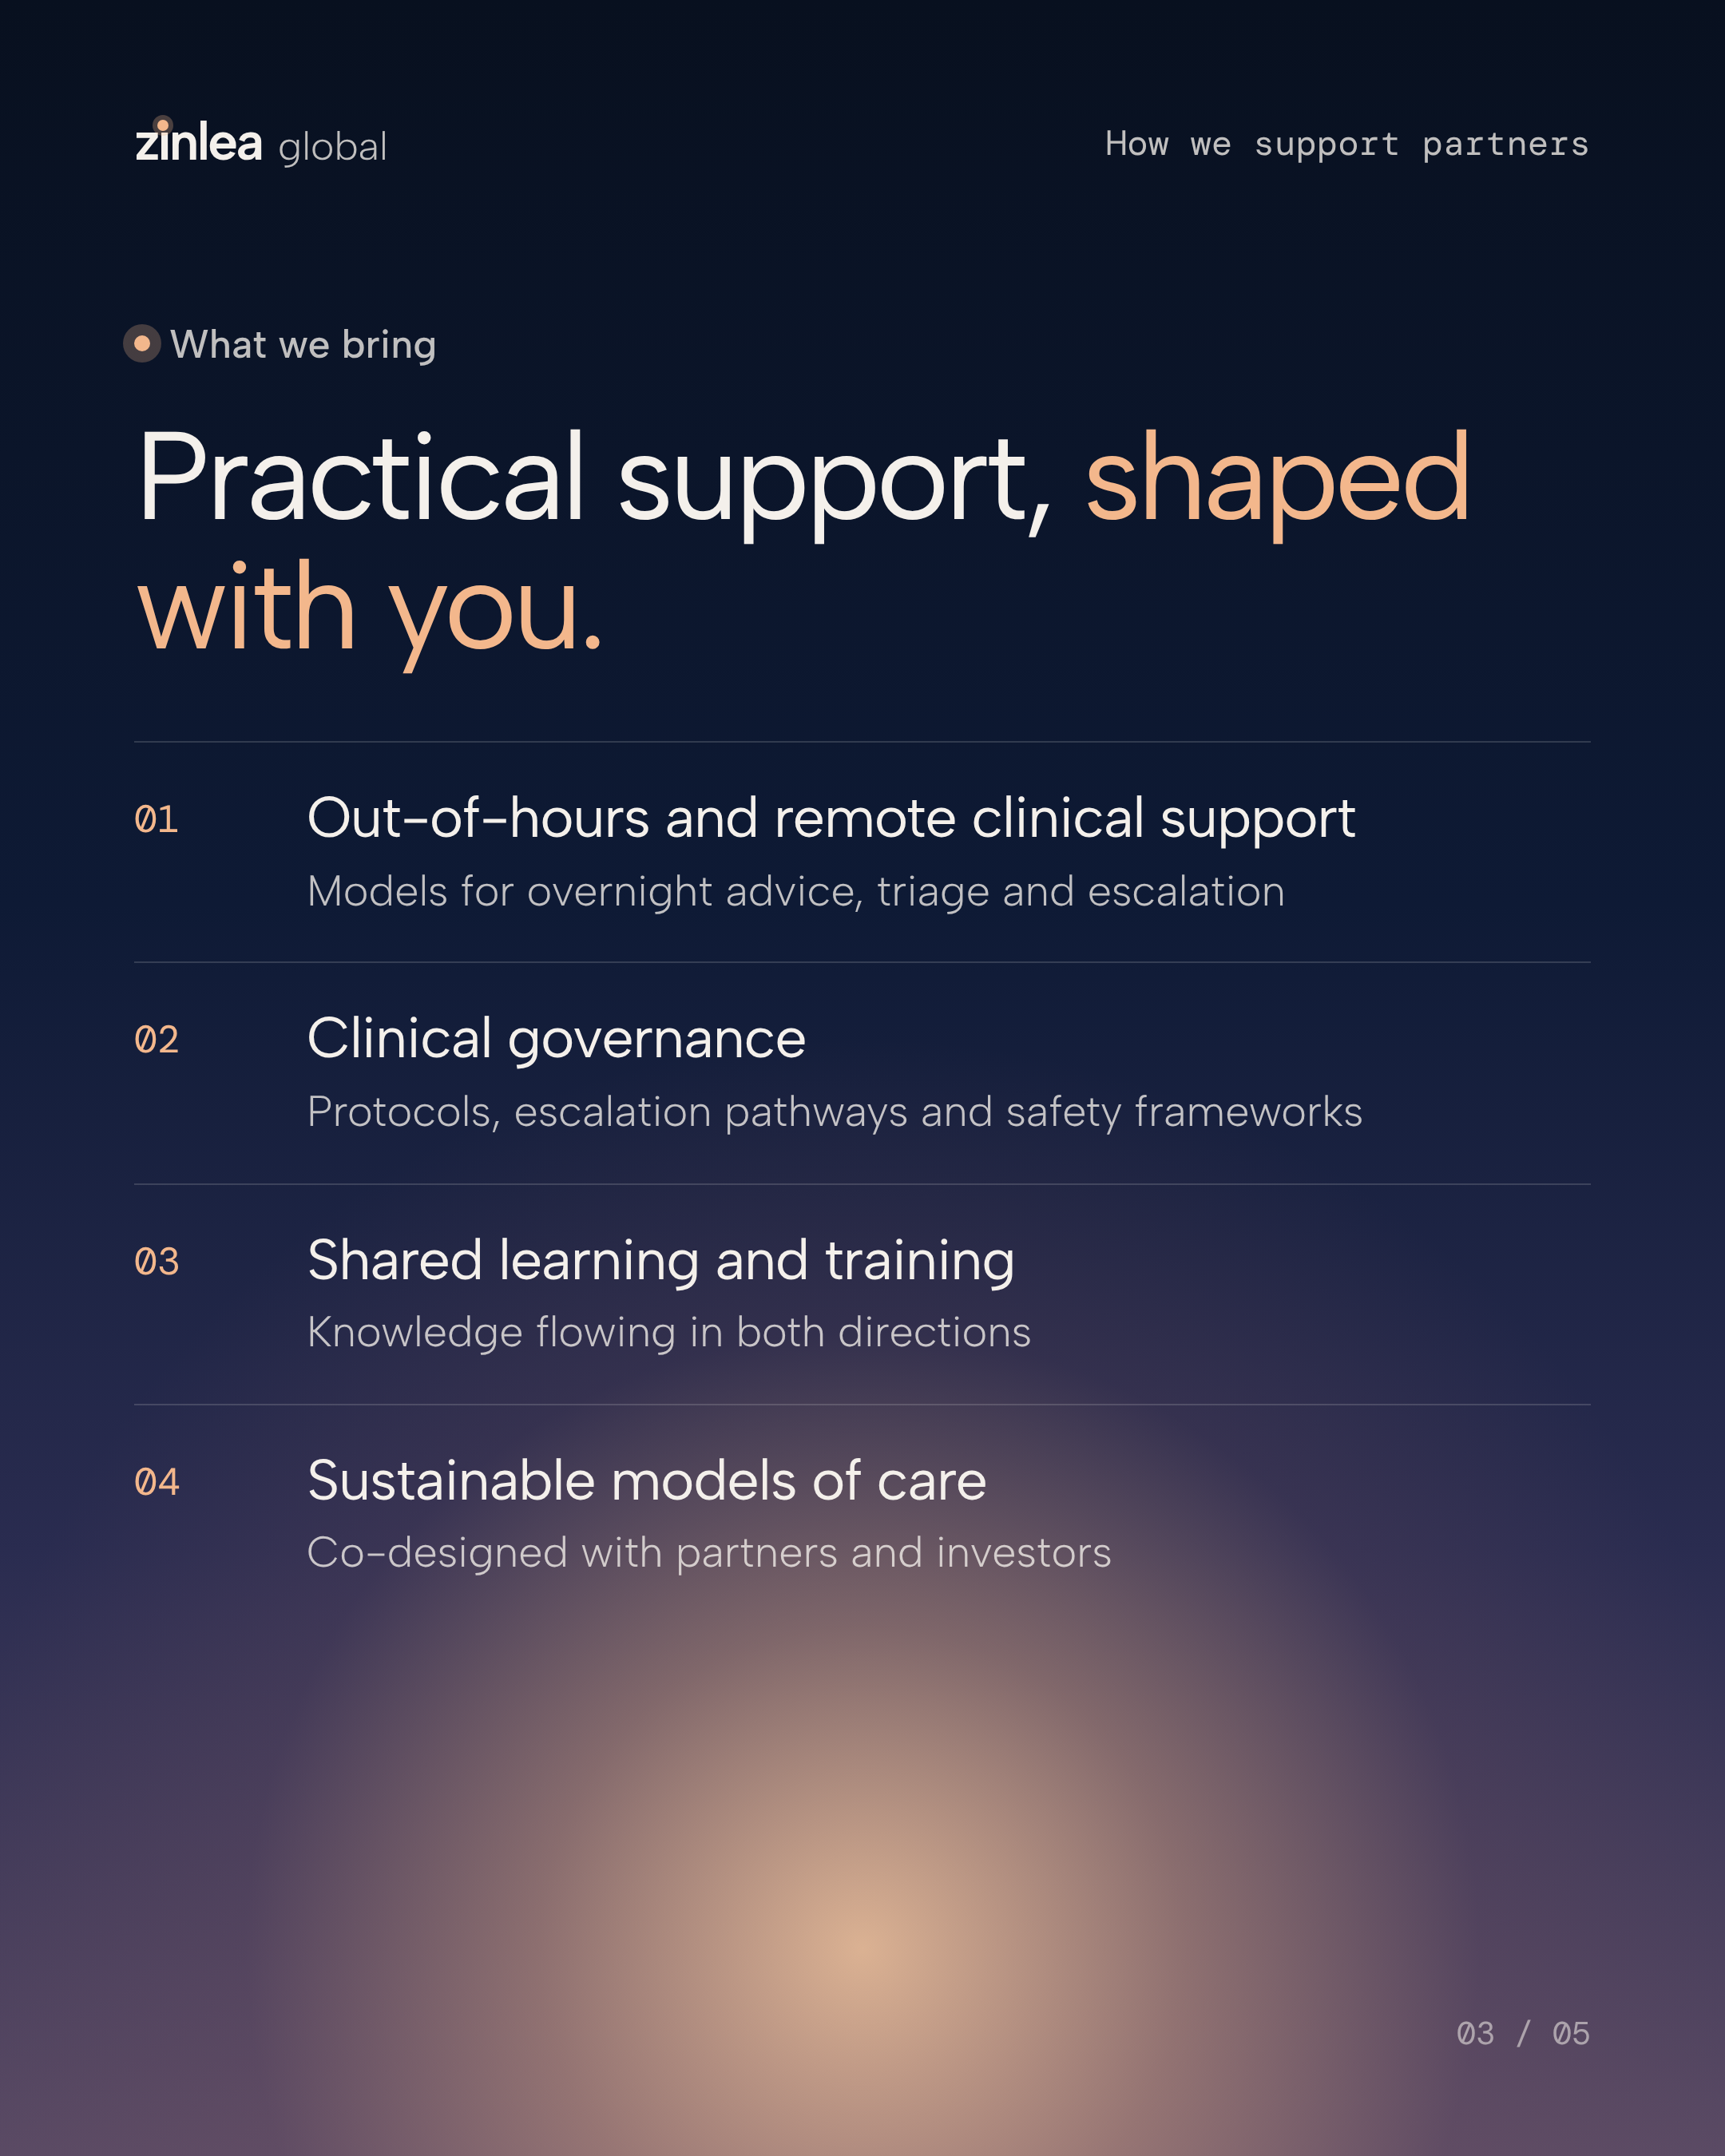 zinlea global
How we support partners
What we bring
Practical support, shaped
with you.
01
Out-of-hours and remote clinical support
Models for overnight advice, triage and escalation
02
Clinical governance
Protocols, escalation pathways and safety frameworks
03
Shared learning and training
Knowledge flowing in both directions
04
Sustainable models of care
Co-designed with partners and investors
03 / 05